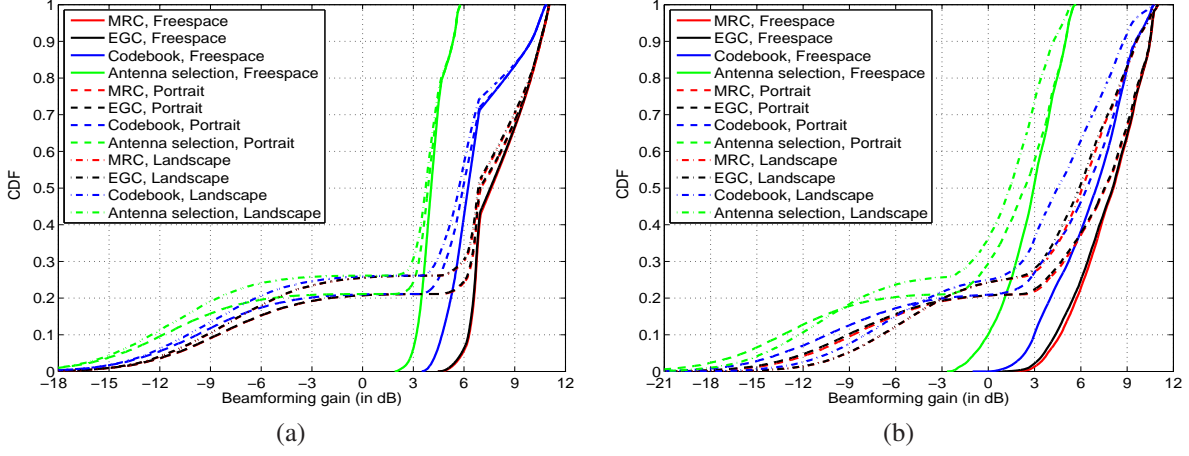 1
0.9
0.8
0.7
0.6
0.5
0.4
0.3
0.2
0.1
0
CDF
MRC, Freespace
EGC, Freespace
Codebook, Freespace
Antenna selection, Freespace
MRC, Portrait
EGC, Portrait
Codebook, Portrait
Antenna selection, Portrait
MRC, Landscape
EGC, Landscape
Codebook, Landscape
Antenna selection, Landscape
−18 −15 −12 −9 −6 −3 0 3 6 9 12
Beamforming gain (in dB)
(a)
1
0.9
0.8
0.7
0.6
0.5
0.4
0.3
0.2
0.1
0
CDF
MRC, Freespace
EGC, Freespace
Codebook, Freespace
Antenna selection, Freespace
MRC, Portrait
EGC, Portrait
Codebook, Portrait
Antenna selection, Portrait
MRC, Landscape
EGC, Landscape
Codebook, Landscape
Antenna selection, Landscape
−21 −18 −15 −12 −9 −6 −3 0 3 6 9 12
Beamforming gain (in dB)
(b)